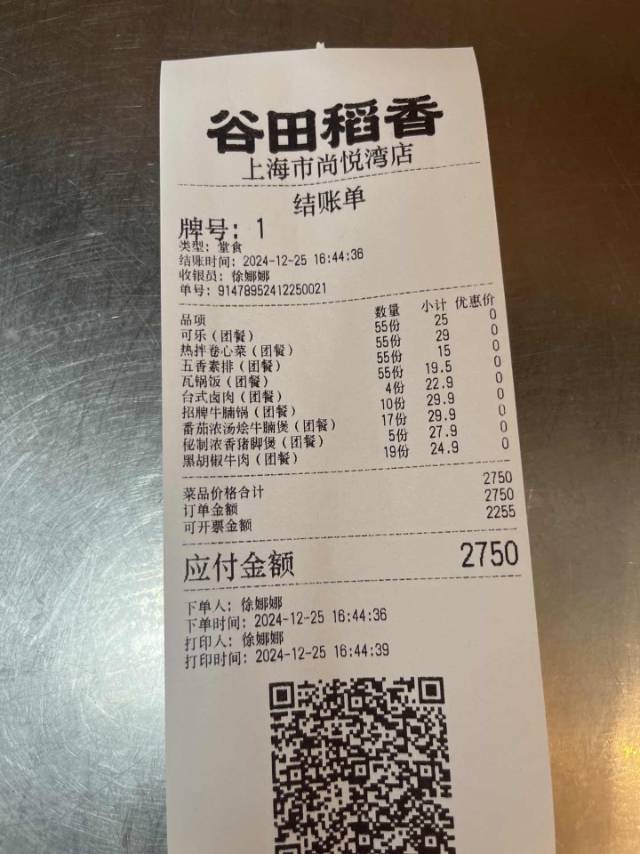 谷田稻香
上海市尚悦湾店
结账单
牌号: 1
类型: 堂食
结账时间: 2024-12-25 16:44:36
收银员: 徐娜娜
单号: 91478952412250021
品项 数量 小计 优惠价
可乐(团餐) 55份 25 0
热拌卷心菜(团餐) 55份 29 0
五香素排(团餐) 55份 15 0
瓦锅饭(团餐) 55份 19.5 0
台式卤肉(团餐) 4份 22.9 0
招牌牛腩锅(团餐) 10份 29.9 0
番茄浓汤烩牛腩煲(团餐) 17份 29.9 0
秘制浓香猪脚煲(团餐) 5份 27.9 0
黑胡椒牛肉(团餐) 19份 24.9 0
菜品价格合计 2750
订单金额 2750
可开票金额 2255
应付金额 2750
下单人: 徐娜娜
下单时间: 2024-12-25 16:44:36
打印人: 徐娜娜
打印时间: 2024-12-25 16:44:39